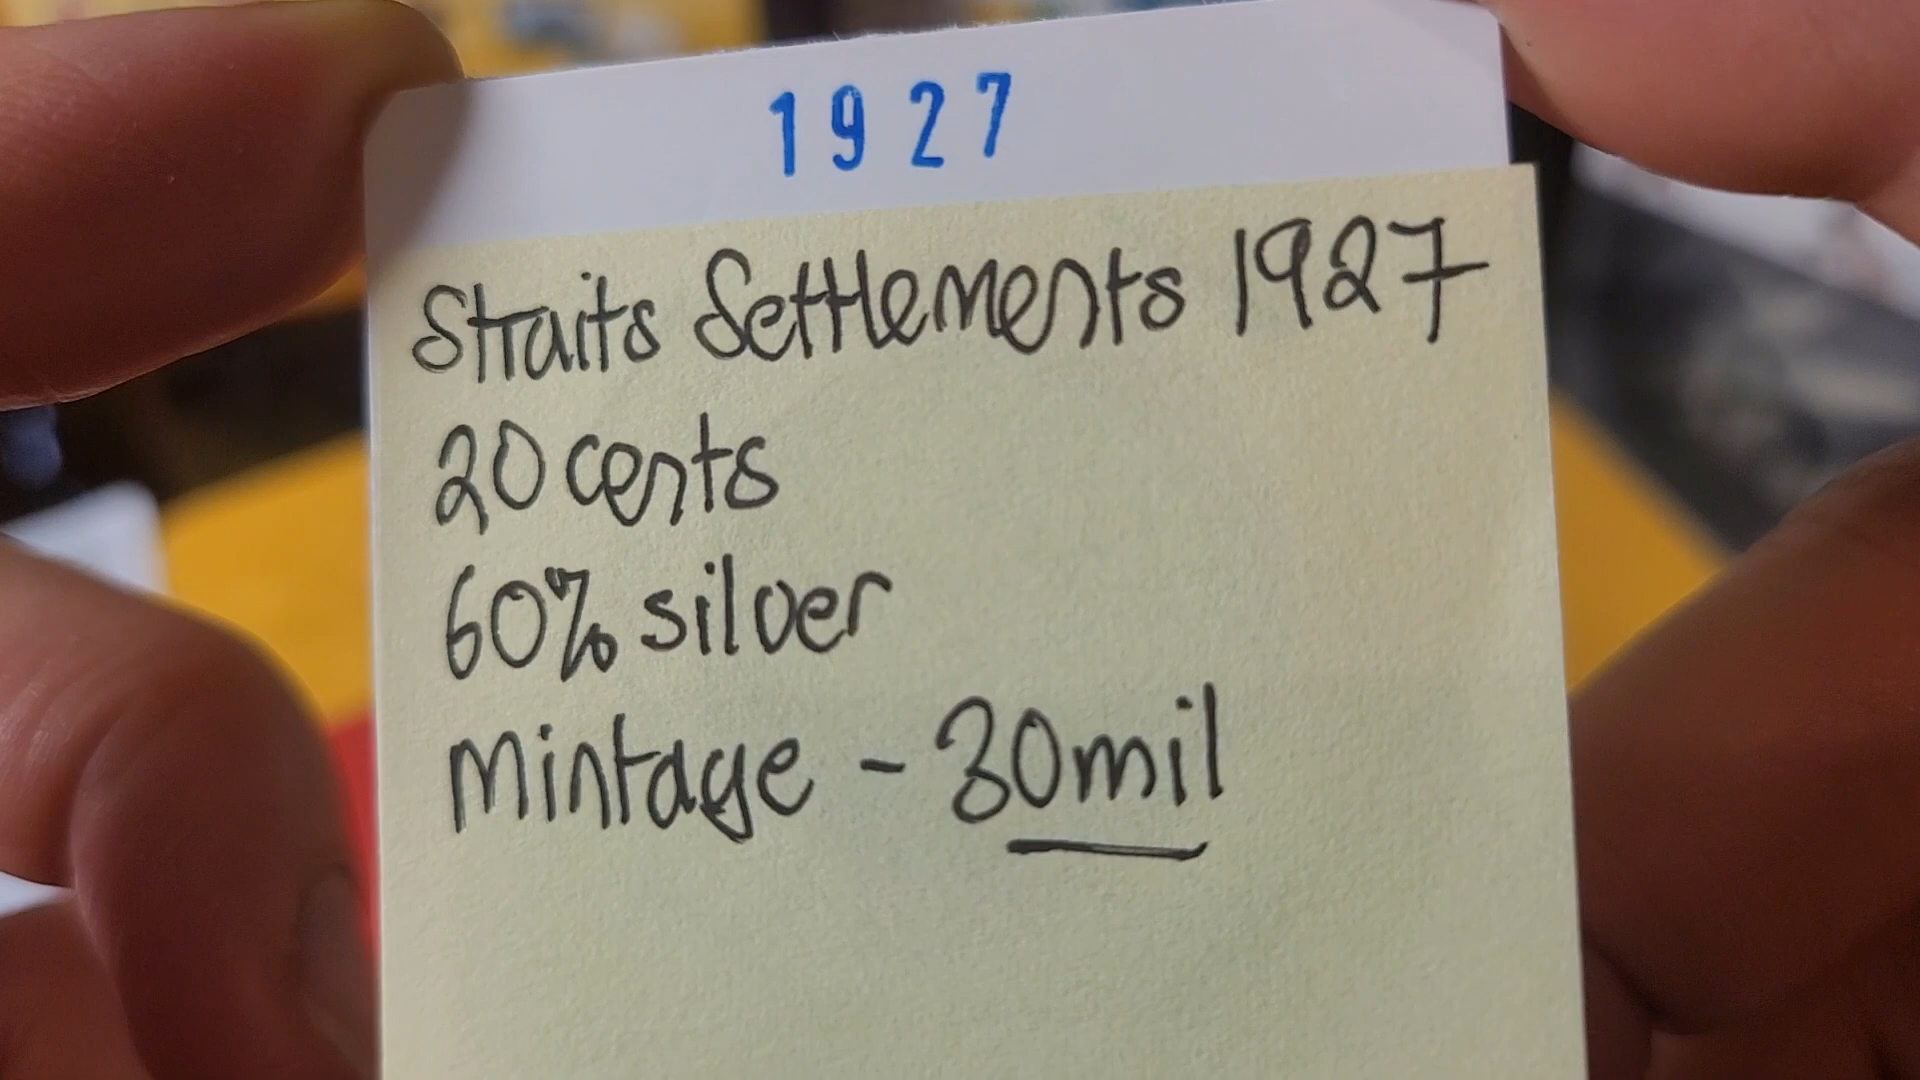 1927
Straits Settlements 1927
20 cents
60% silver
Mintage - 30mil